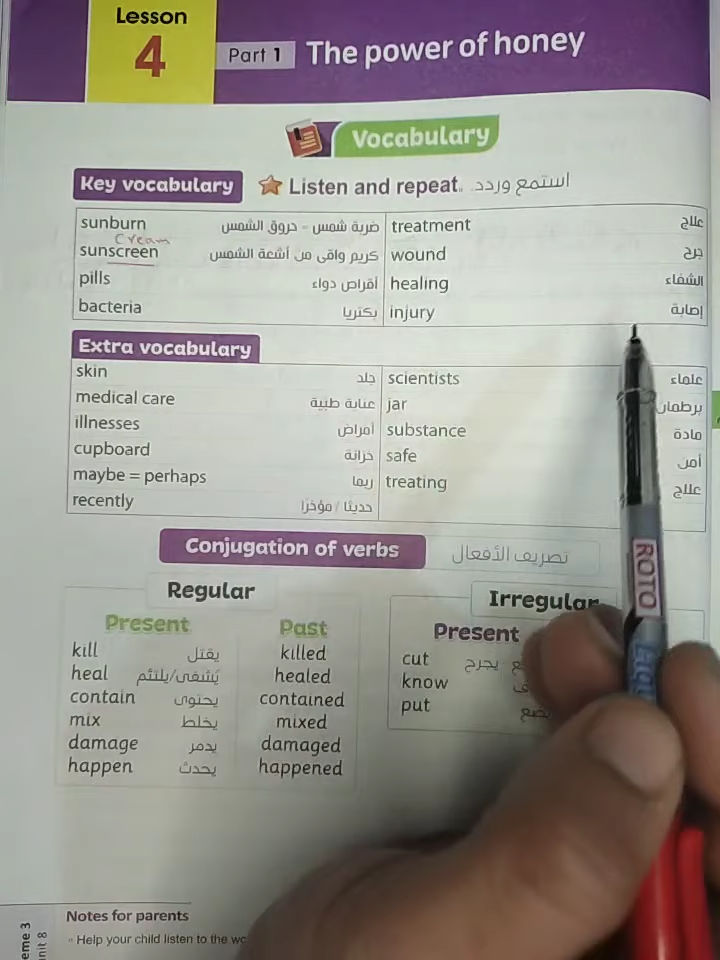 Lesson
4
Part 1 The power of honey
Vocabulary
Key vocabulary
Listen and repeat. استمع وردد.
sunburn ضربة شمس - حروق الشمس
treatment علاج
cream
sunscreen كريم واقى من أشعة الشمس
wound جرح
pills أقراص دواء
healing الشفاء
bacteria بكتريا
injury إصابة
Extra vocabulary
skin جلد
scientists علماء
medical care عناية طبية
jar برطمان
illnesses أمراض
substance مادة
cupboard خزانة
safe آمن
maybe = perhaps ربما
treating علاج
recently حديثا / مؤخرا
Conjugation of verbs تصريف الأفعال
Regular
Present Past
kill يقتل killed
heal يُشفى/يلتئم healed
contain يحتوى contained
mix يخلط mixed
damage يدمر damaged
happen يحدث happened
Irregular
Present
cut يجرح
know
put
ROTO
Notes for parents
Help your child listen to the
eme 3
nit 8